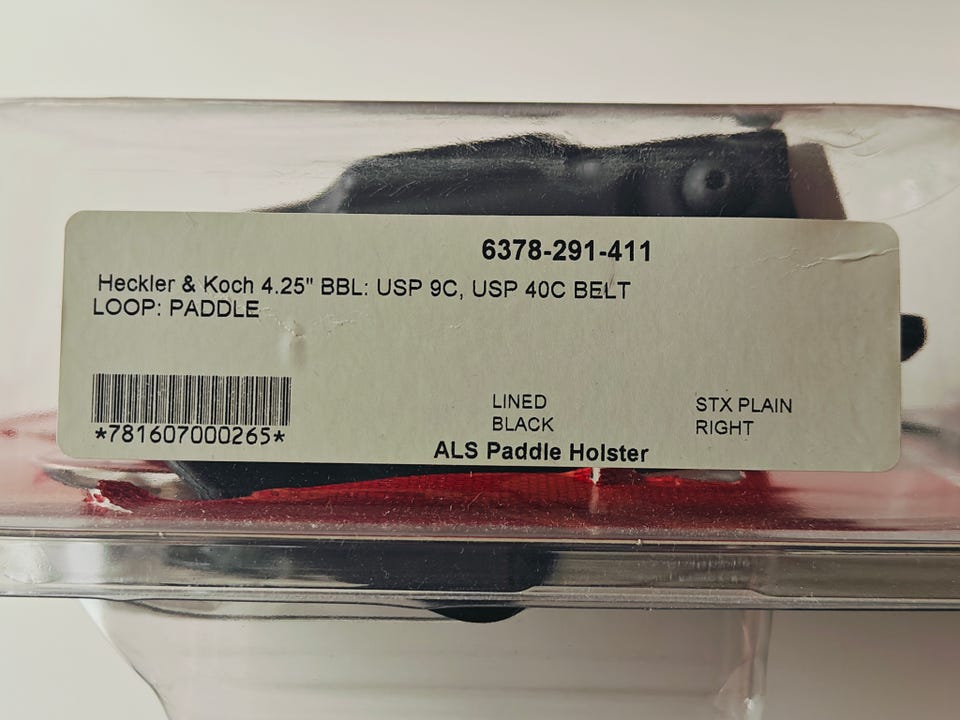 6378-291-411
Heckler & Koch 4.25" BBL: USP 9C, USP 40C BELT
LOOP: PADDLE
LINED
STX PLAIN
BLACK
RIGHT
*781607000265*
ALS Paddle Holster